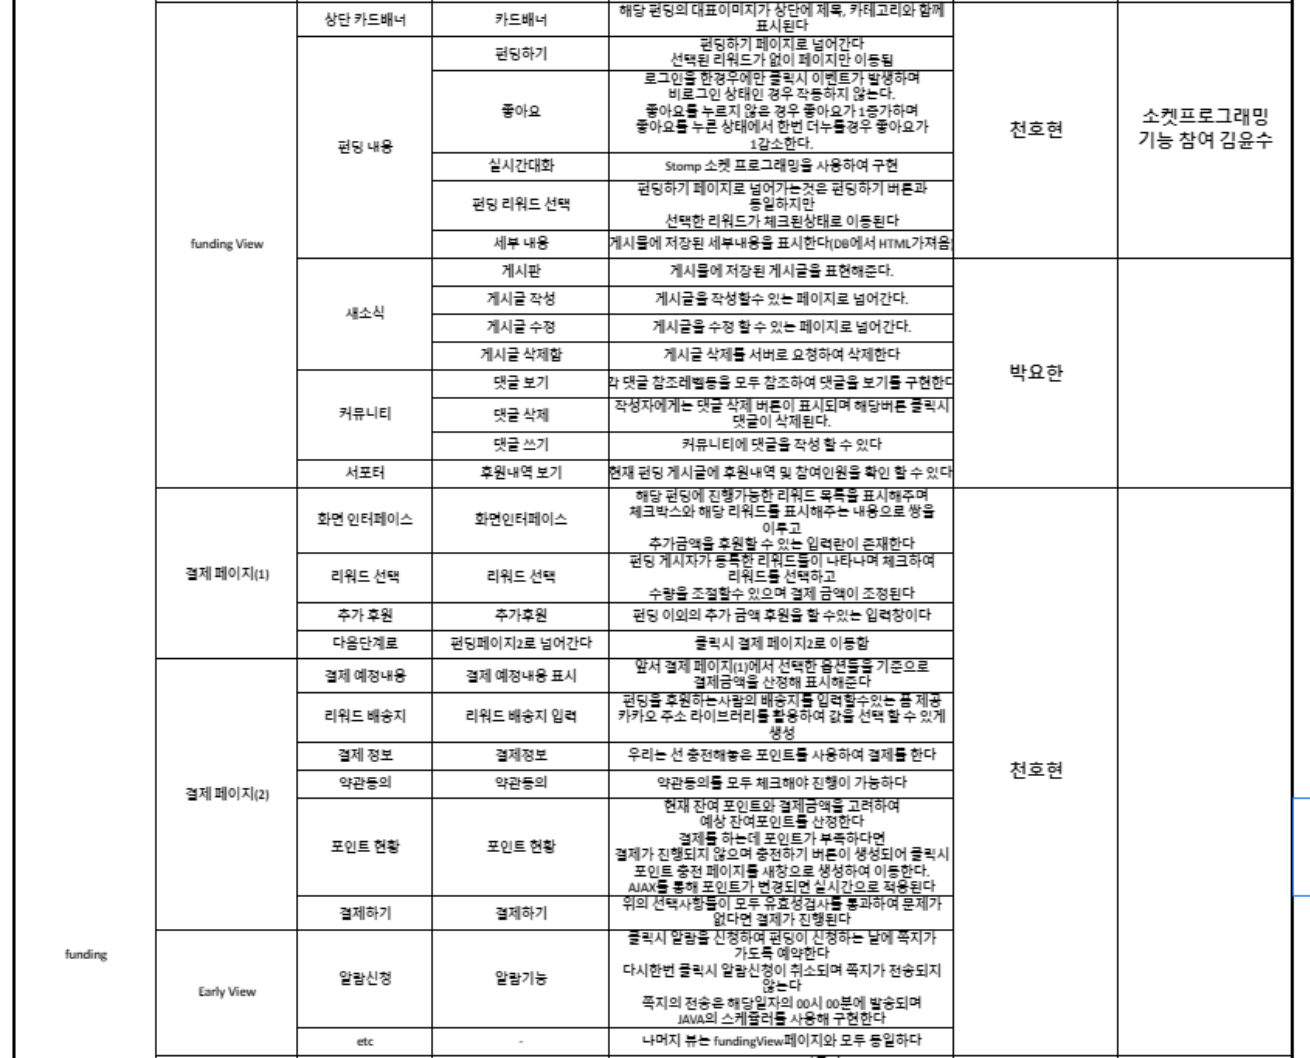 상단 카드배너
카드배너
해당 펀딩의 대표이미지가 상단에 제목, 카테고리와 함께
표시된다
펀딩하기
펀딩하기 페이지로 넘어간다
선택된 리워드가 없이 페이지만 이동됨
좋아요
로그인을 한경우에만 클릭시 이벤트가 발생하며
비로그인 상태인 경우 작동하지 않는다.
좋아요를 누르지 않은 경우 좋아요가 1증가하며
좋아요를 누른 상태에서 한번 더누를경우 좋아요가
1감소한다.
펀딩 내용
실시간대화
Stomp 소켓 프로그래밍을 사용하여 구현
펀딩 리워드 선택
펀딩하기 페이지로 넘어가는것은 펀딩하기 버튼과
동일하지만
선택한 리워드가 체크된상태로 이동된다
세부 내용
게시물에 저장된 세부내용을 표시한다(DB에서 HTML가져옴
천호현
소켓프로그래밍
기능 참여 김윤수
funding View
새소식
게시판
게시물에 저장된 게시글을 표현해준다.
게시글 작성
게시글을 작성할수 있는 페이지로 넘어간다.
게시글 수정
게시글을 수정 할 수 있는 페이지로 넘어간다.
게시글 삭제함
게시글 삭제를 서버로 요청하여 삭제한다
커뮤니티
댓글 보기
각 댓글 참조레벨등을 모두 참조하여 댓글을 보기를 구현한다
댓글 삭제
작성자에게는 댓글 삭제 버튼이 표시되며 해당버튼 클릭시
댓글이 삭제된다.
댓글 쓰기
커뮤니티에 댓글을 작성 할 수 있다
서포터
후원내역 보기
현재 펀딩 게시글에 후원내역 및 참여인원을 확인 할 수 있다
박요한
결제 페이지(1)
화면 인터페이스
화면인터페이스
해당 펀딩에 진행가능한 리워드 목록을 표시해주며
체크박스와 해당 리워드를 표시해주는 내용으로 쌍을
이루고
추가금액을 후원할 수 있는 입력란이 존재한다
리워드 선택
리워드 선택
펀딩 게시자가 등록한 리워드들이 나타나며 체크하여
리워드를 선택하고
수량을 조절할수 있으며 결제 금액이 조정된다
추가 후원
추가후원
펀딩 이외의 추가 금액 후원을 할 수있는 입력창이다
다음단계로
펀딩페이지2로 넘어간다
클릭시 결제 페이지2로 이동함
결제 페이지(2)
결제 예정내용
결제 예정내용 표시
앞서 결제 페이지(1)에서 선택한 옵션들을 기준으로
결제금액을 산정해 표시해준다
리워드 배송지
리워드 배송지 입력
펀딩을 후원하는사람의 배송지를 입력할수있는 폼 제공
카카오 주소 라이브러리를 활용하여 값을 선택 할 수 있게
생성
결제 정보
결제정보
우리는 선 충전해놓은 포인트를 사용하여 결제를 한다
약관동의
약관동의
약관동의를 모두 체크해야 진행이 가능하다
포인트 현황
포인트 현황
현재 잔여 포인트와 결제금액을 고려하여
예상 잔여포인트를 산정한다
결제를 하는데 포인트가 부족하다면
결제가 진행되지 않으며 충전하기 버튼이 생성되어 클릭시
포인트 충전 페이지를 새창으로 생성하여 이동한다.
AJAX를 통해 포인트가 변경되면 실시간으로 적용된다
결제하기
결제하기
위의 선택사항들이 모두 유효성검사를 통과하여 문제가
없다면 결제가 진행된다
천호현
funding
Early View
알람신청
알람기능
클릭시 알람을 신청하여 펀딩이 신청하는 날에 쪽지가
가도록 예약한다
다시한번 클릭시 알람신청이 취소되며 쪽지가 전송되지
않는다
쪽지의 전송은 해당일자의 00시 00분에 발송되며
JAVA의 스케쥴러를 사용해 구현한다
etc
-
나머지 뷰는 fundingView페이지와 모두 동일하다